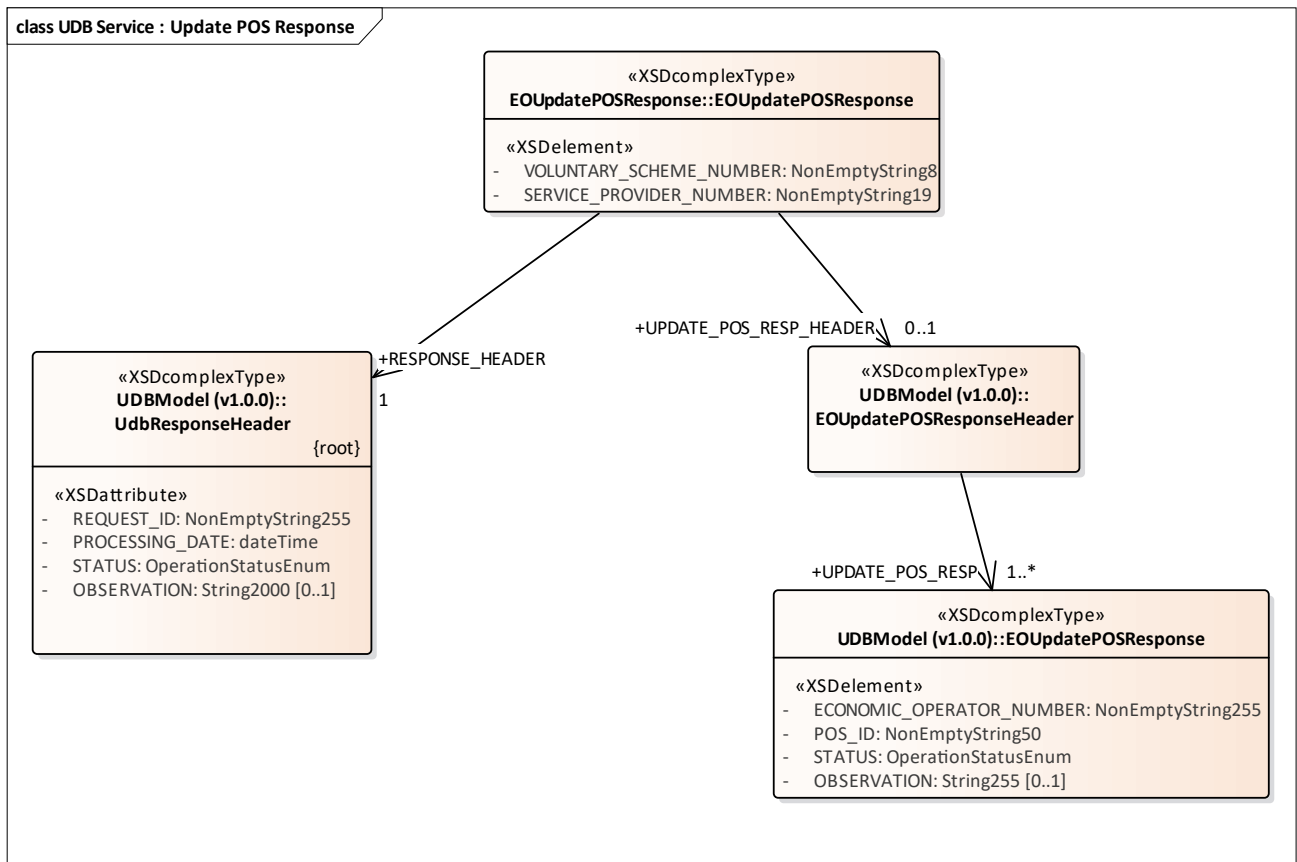 class UDB Service : Update POS Response
«XSDcomplexType»
EOUpdatePOSResponse::EOUpdatePOSResponse
«XSDelement»
- VOLUNTARY_SCHEME_NUMBER: NonEmptyString8
- SERVICE_PROVIDER_NUMBER: NonEmptyString19
+UPDATE_POS_RESP_HEADER 0..1
+RESPONSE_HEADER
1
«XSDcomplexType»
UDBModel (v1.0.0)::
UdbResponseHeader
{root}
«XSDattribute»
- REQUEST_ID: NonEmptyString255
- PROCESSING_DATE: dateTime
- STATUS: OperationStatusEnum
- OBSERVATION: String2000 [0..1]
«XSDcomplexType»
UDBModel (v1.0.0)::
EOUpdatePOSResponseHeader
+UPDATE_POS_RESP 1..*
«XSDcomplexType»
UDBModel (v1.0.0)::EOUpdatePOSResponse
«XSDelement»
- ECONOMIC_OPERATOR_NUMBER: NonEmptyString255
- POS_ID: NonEmptyString50
- STATUS: OperationStatusEnum
- OBSERVATION: String255 [0..1]